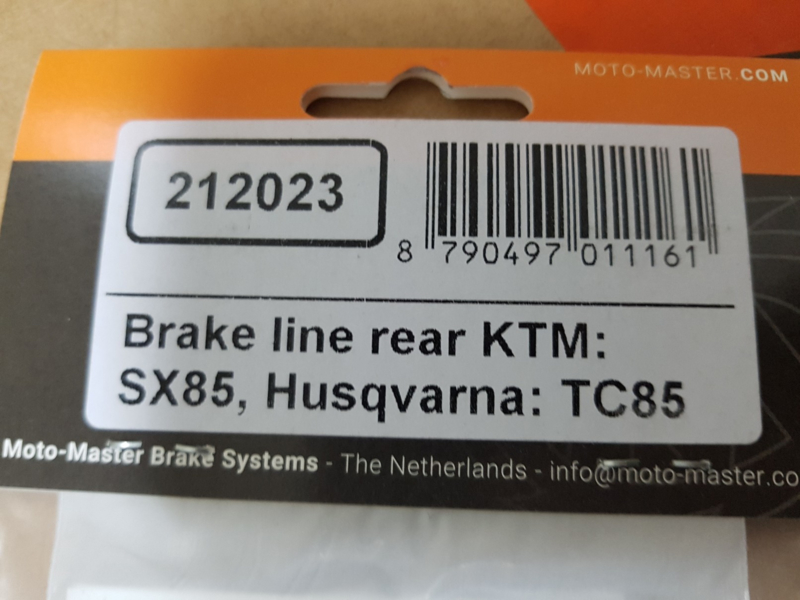 MOTO-MASTER.COM
212023
8 790497 011161
Brake line rear KTM:
SX85, Husqvarna: TC85
Moto-Master Brake Systems - The Netherlands - info@moto-master.co